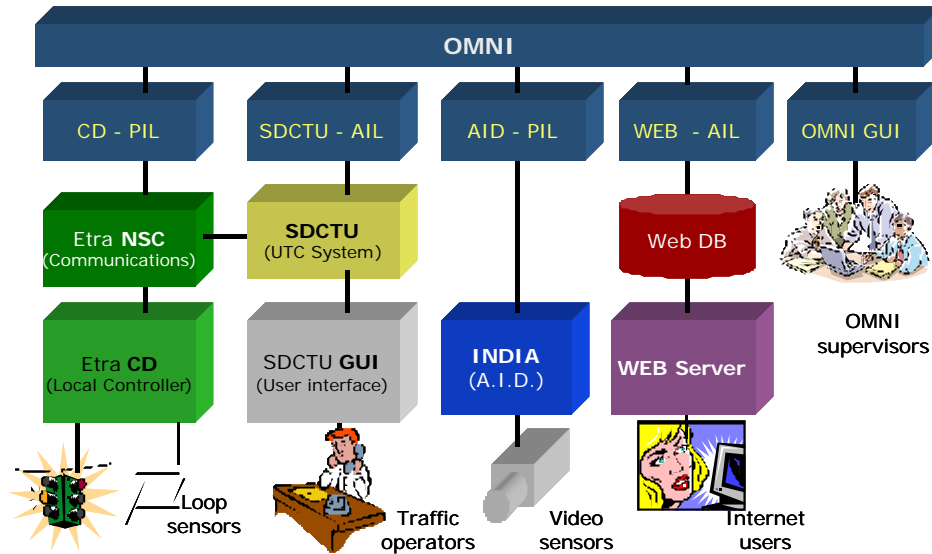 OMNI
CD - PIL
SDCTU - AIL
AID - PIL
WEB - AIL
OMNI GUI
Etra NSC
(Communications)
SDCTU
(UTC System)
Web DB
Etra CD
(Local Controller)
SDCTU GUI
(User interface)
INDIA
(A.I.D.)
WEB Server
OMNI
supervisors
Loop
sensors
Traffic
operators
Video
sensors
Internet
users